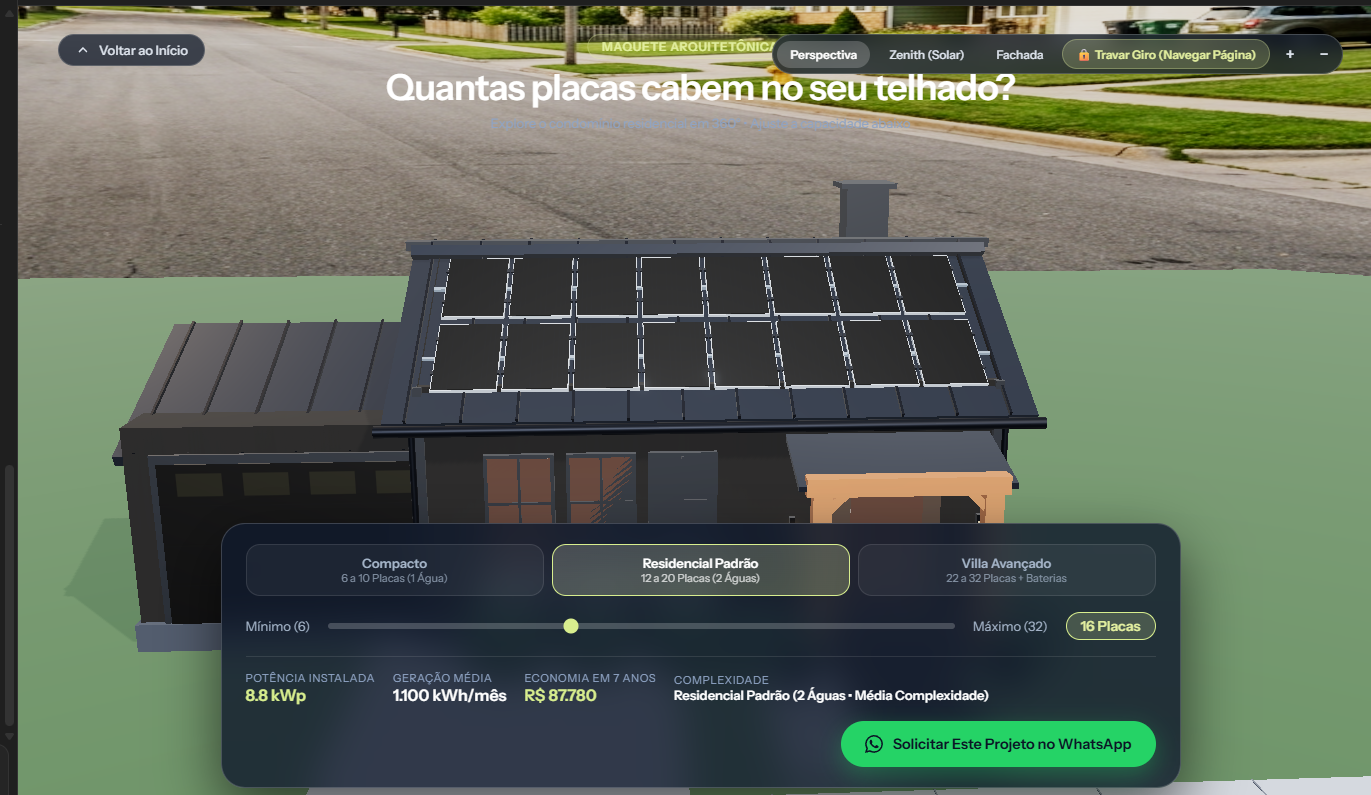 Voltar ao Início
MAQUETE ARQUITETÔNICA
Perspectiva
Zenith (Solar)
Fachada
Travar Giro (Navegar Página)
+
−
Quantas placas cabem no seu telhado?
Compacto
6 a 10 Placas (1 Água)
Residencial Padrão
12 a 20 Placas (2 Águas)
Villa Avançado
22 a 32 Placas + Baterias
Mínimo (6)
Máximo (32)
16 Placas
POTÊNCIA INSTALADA
8.8 kWp
GERAÇÃO MÉDIA
1.100 kWh/mês
ECONOMIA EM 7 ANOS
R$ 87.780
COMPLEXIDADE
Residencial Padrão (2 Águas • Média Complexidade)
Solicitar Este Projeto no WhatsApp